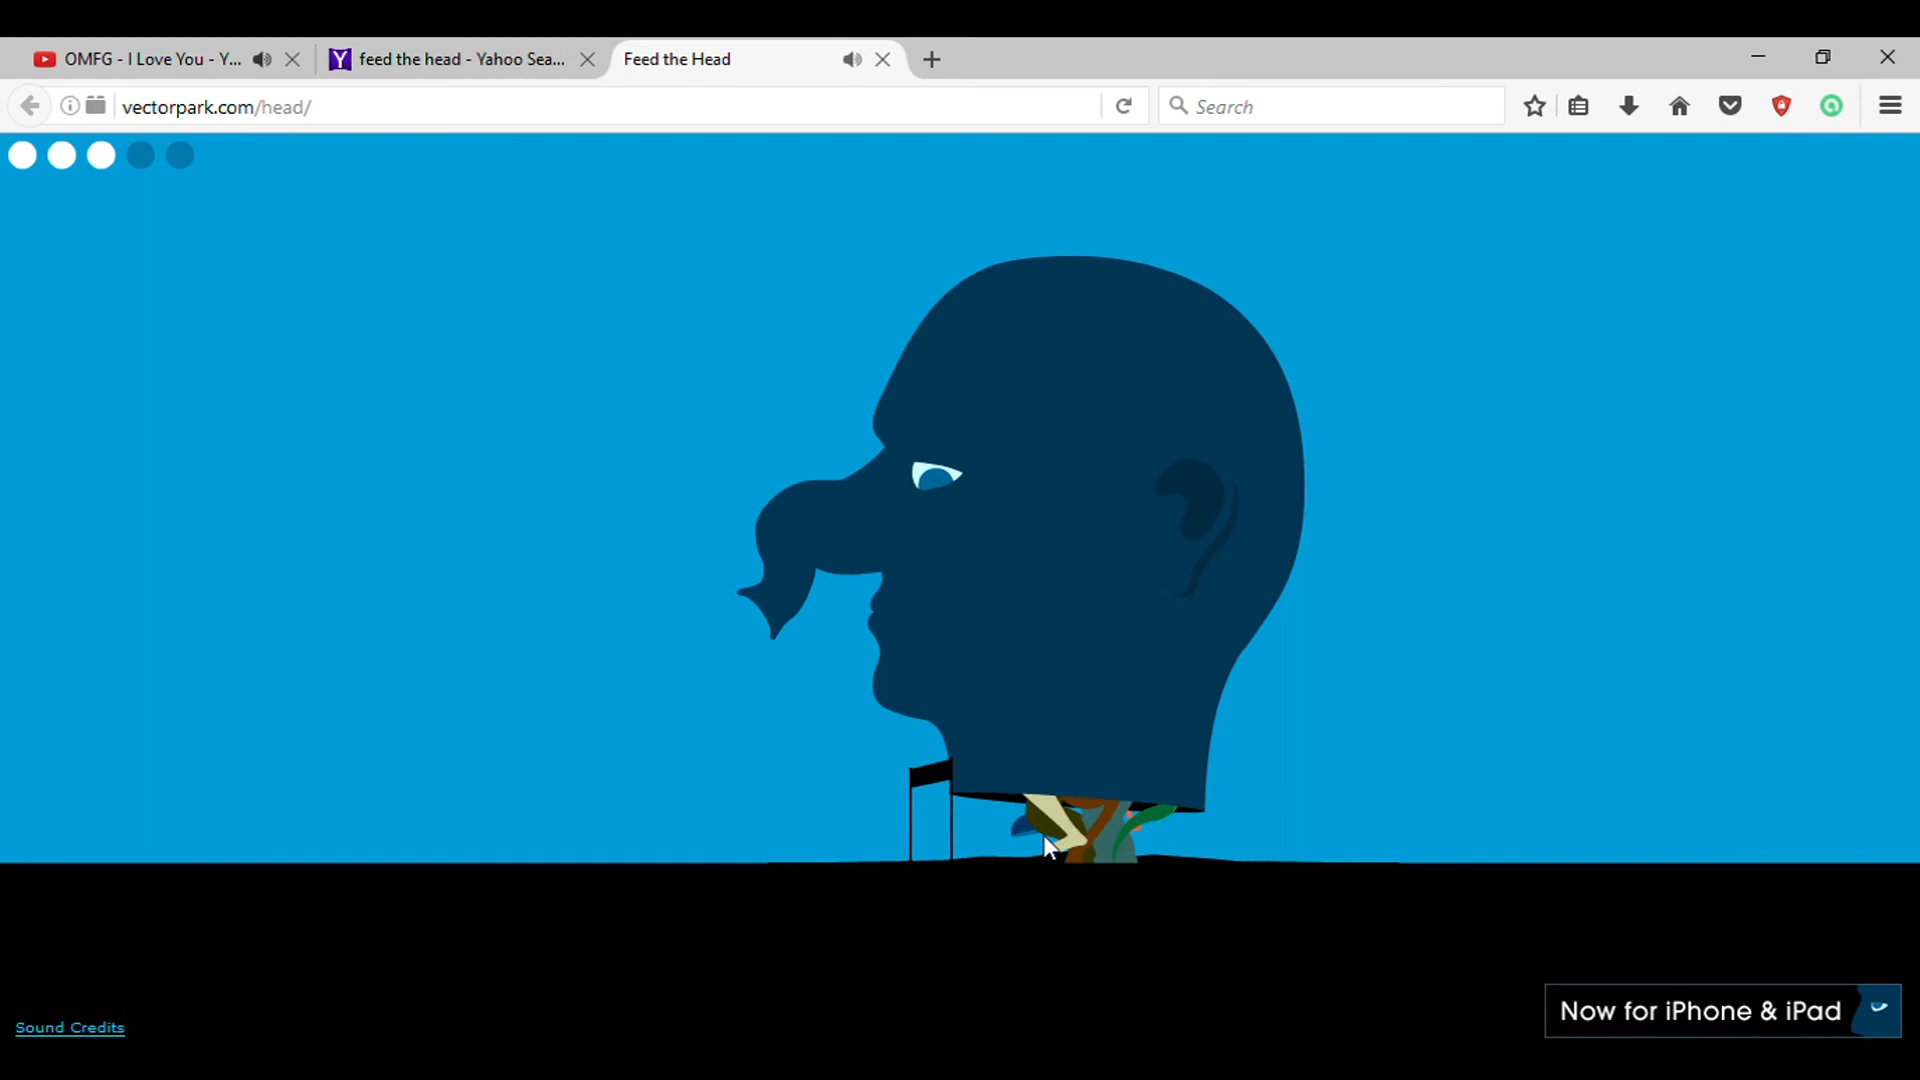 OMFG - I Love You - Y...
feed the head - Yahoo Sea...
Feed the Head
vectorpark.com/head/
Search
Now for iPhone & iPad
Sound Credits